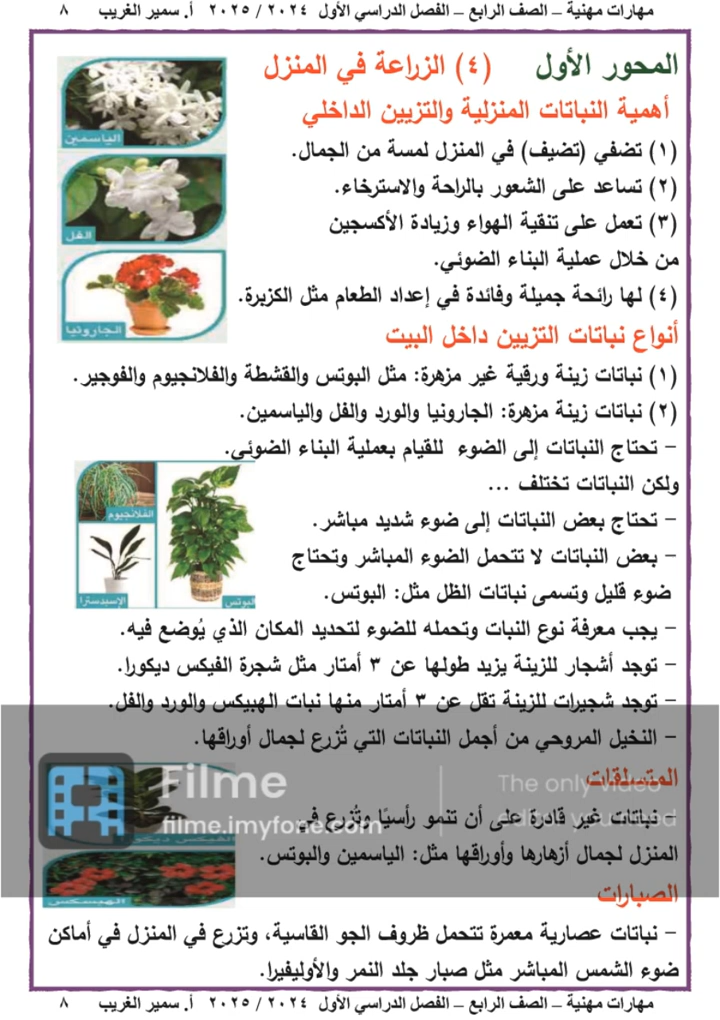 مهارات مهنية – الصف الرابع – الفصل الدراسي الأول ٢٠٢٤ / ٢٠٢٥ أ. سمير الغريب ٨
المحور الأول (٤) الزراعة في المنزل
أهمية النباتات المنزلية والتزيين الداخلي
(١) تضفي (تضيف) في المنزل لمسة من الجمال.
(٢) تساعد على الشعور بالراحة والاسترخاء.
(٣) تعمل على تنقية الهواء وزيادة الأكسجين
من خلال عملية البناء الضوئي.
(٤) لها رائحة جميلة وفائدة في إعداد الطعام مثل الكزبرة.
الياسمين
الفل
الجارونيا
أنواع نباتات التزيين داخل البيت
(١) نباتات زينة ورقية غير مزهرة: مثل البوتس والقشطة والفلانجيوم والفوجير.
(٢) نباتات زينة مزهرة: الجارونيا والورد والفل والياسمين.
– تحتاج النباتات إلى الضوء للقيام بعملية البناء الضوئي.
ولكن النباتات تختلف ...
– تحتاج بعض النباتات إلى ضوء شديد مباشر.
– بعض النباتات لا تتحمل الضوء المباشر وتحتاج
ضوء قليل وتسمى نباتات الظل مثل: البوتس.
الفلانجيوم
الإسبدسترا
البوتس
– يجب معرفة نوع النبات وتحمله للضوء لتحديد المكان الذي يُوضع فيه.
– توجد أشجار للزينة يزيد طولها عن ٣ أمتار مثل شجرة الفيكس ديكورا.
– توجد شجيرات للزينة تقل عن ٣ أمتار منها نبات الهبيكس والورد والفل.
– النخيل المروحي من أجمل النباتات التي تُزرع لجمال أوراقها.
المتسلقات
– نباتات غير قادرة على أن تنمو رأسيًا وتُزرع في
المنزل لجمال أزهارها وأوراقها مثل: الياسمين والبوتس.
الفيكس ديكورا
الهبسكس
Filme
filme.imyfone.com
The only video
editor you need
الصبارات
– نباتات عصارية معمرة تتحمل ظروف الجو القاسية، وتزرع في المنزل في أماكن
ضوء الشمس المباشر مثل صبار جلد النمر والأوليفيرا.
مهارات مهنية – الصف الرابع – الفصل الدراسي الأول ٢٠٢٤ / ٢٠٢٥ أ. سمير الغريب ٨